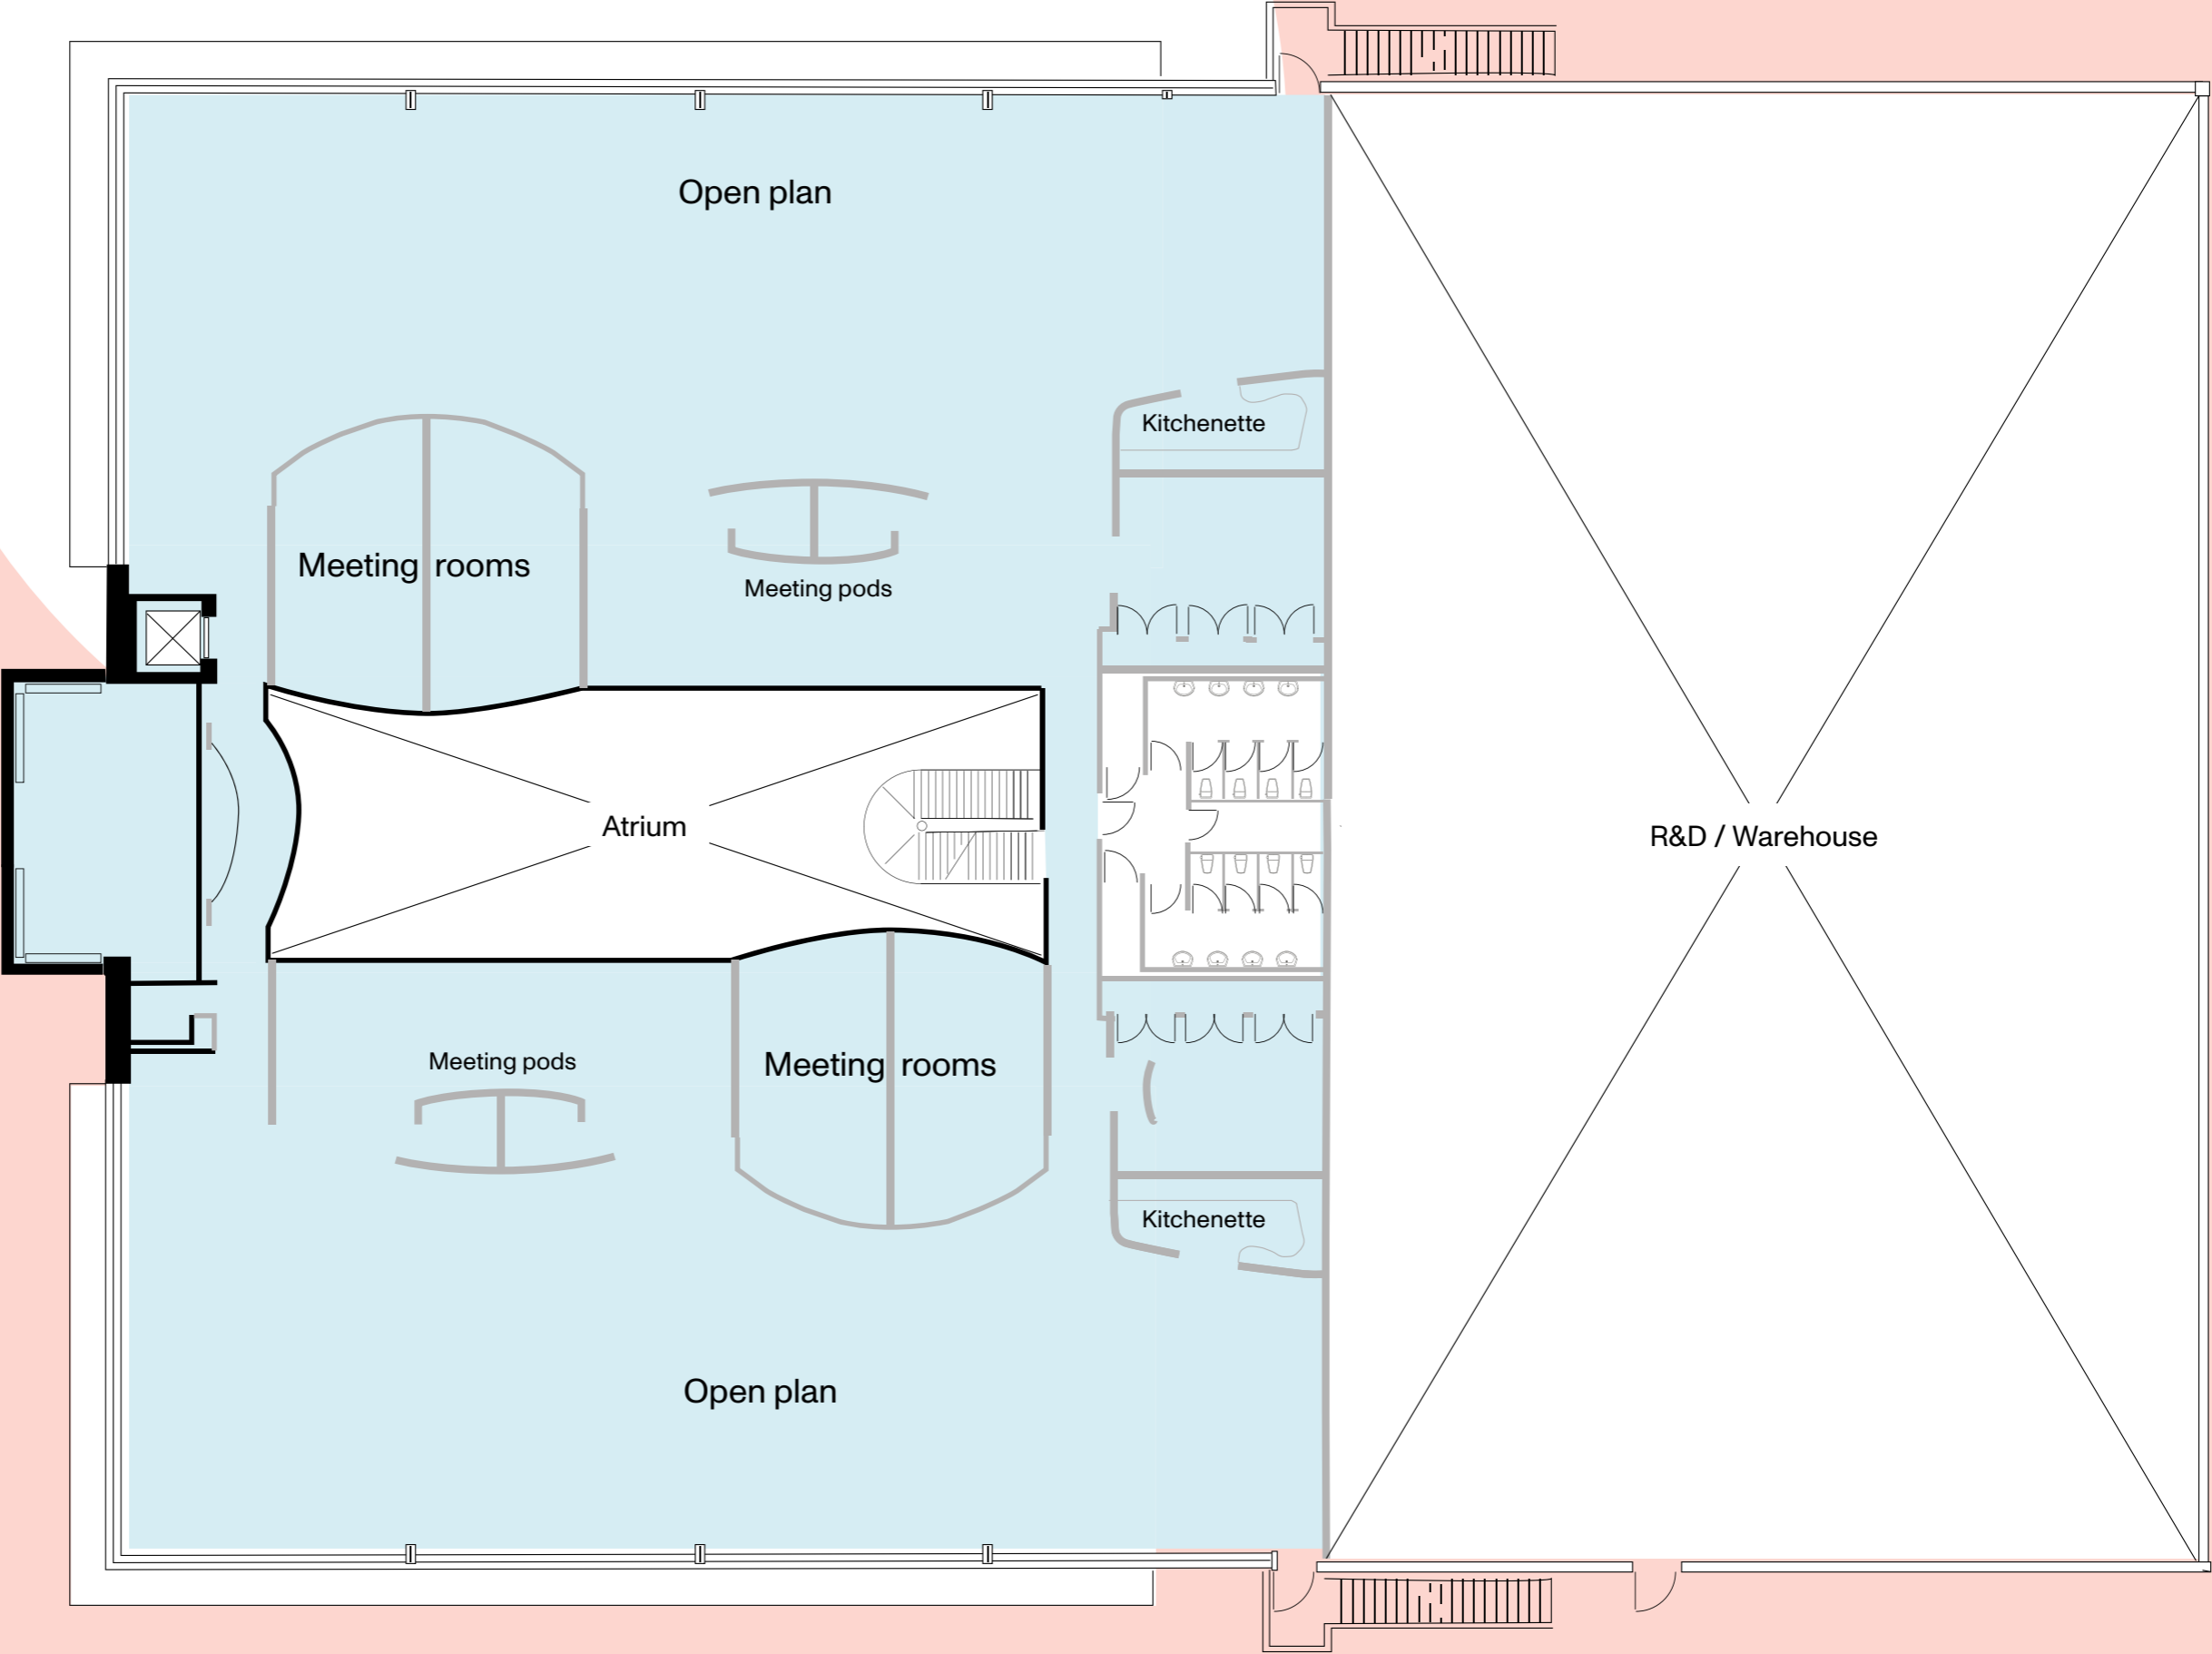 Open plan
Kitchenette
Meeting rooms
Meeting pods
Atrium
R&D / Warehouse
Meeting pods
Meeting rooms
Kitchenette
Open plan